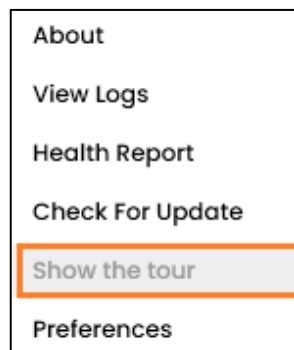 About
View Logs
Health Report
Check For Update
Show the tour
Preferences